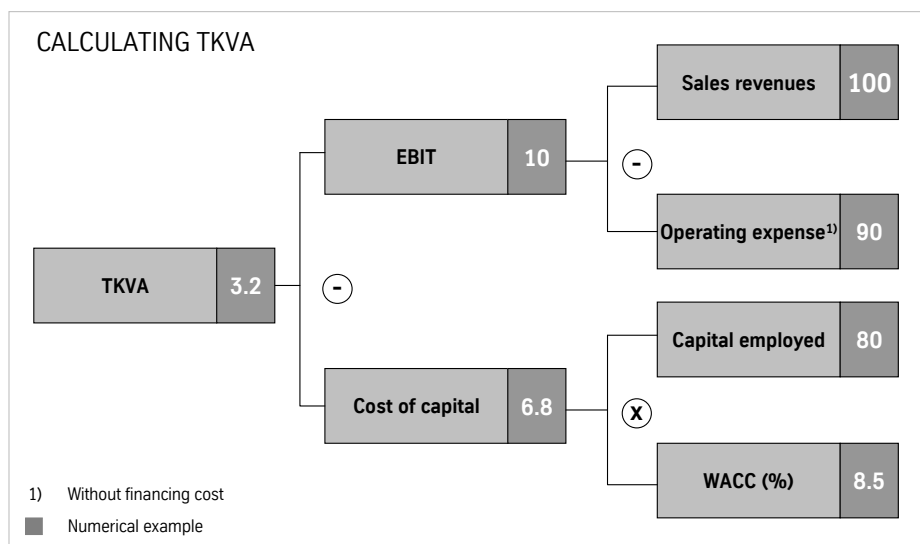 CALCULATING TKVA
Sales revenues 100
EBIT 10
-
Operating expense¹⁾ 90
TKVA 3.2
-
Capital employed 80
Cost of capital 6.8
X
WACC (%) 8.5
1) Without financing cost
Numerical example